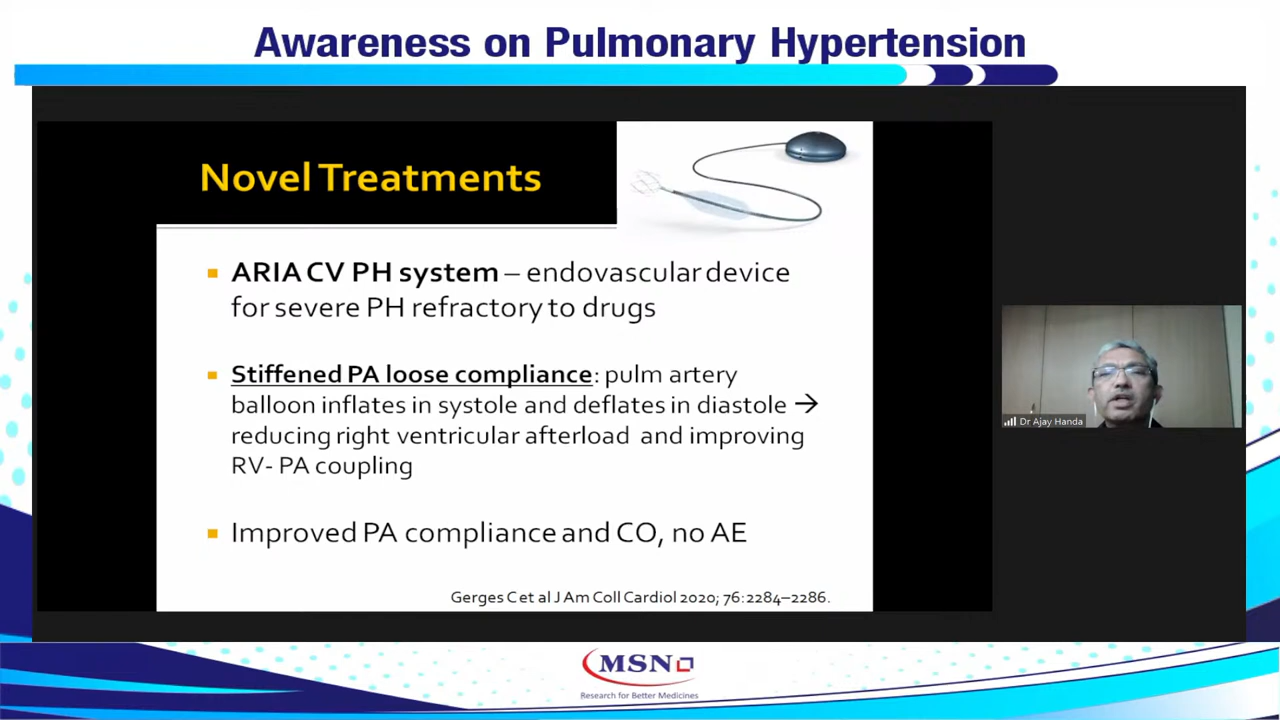 Awareness on Pulmonary Hypertension
Novel Treatments
ARIA CV PH system – endovascular device
for severe PH refractory to drugs
Stiffened PA loose compliance: pulm artery
balloon inflates in systole and deflates in diastole →
reducing right ventricular afterload and improving
RV- PA coupling
Improved PA compliance and CO, no AE
Gerges C et al J Am Coll Cardiol 2020; 76:2284–2286.
Dr Ajay Handa
MSN
Research for Better Medicines